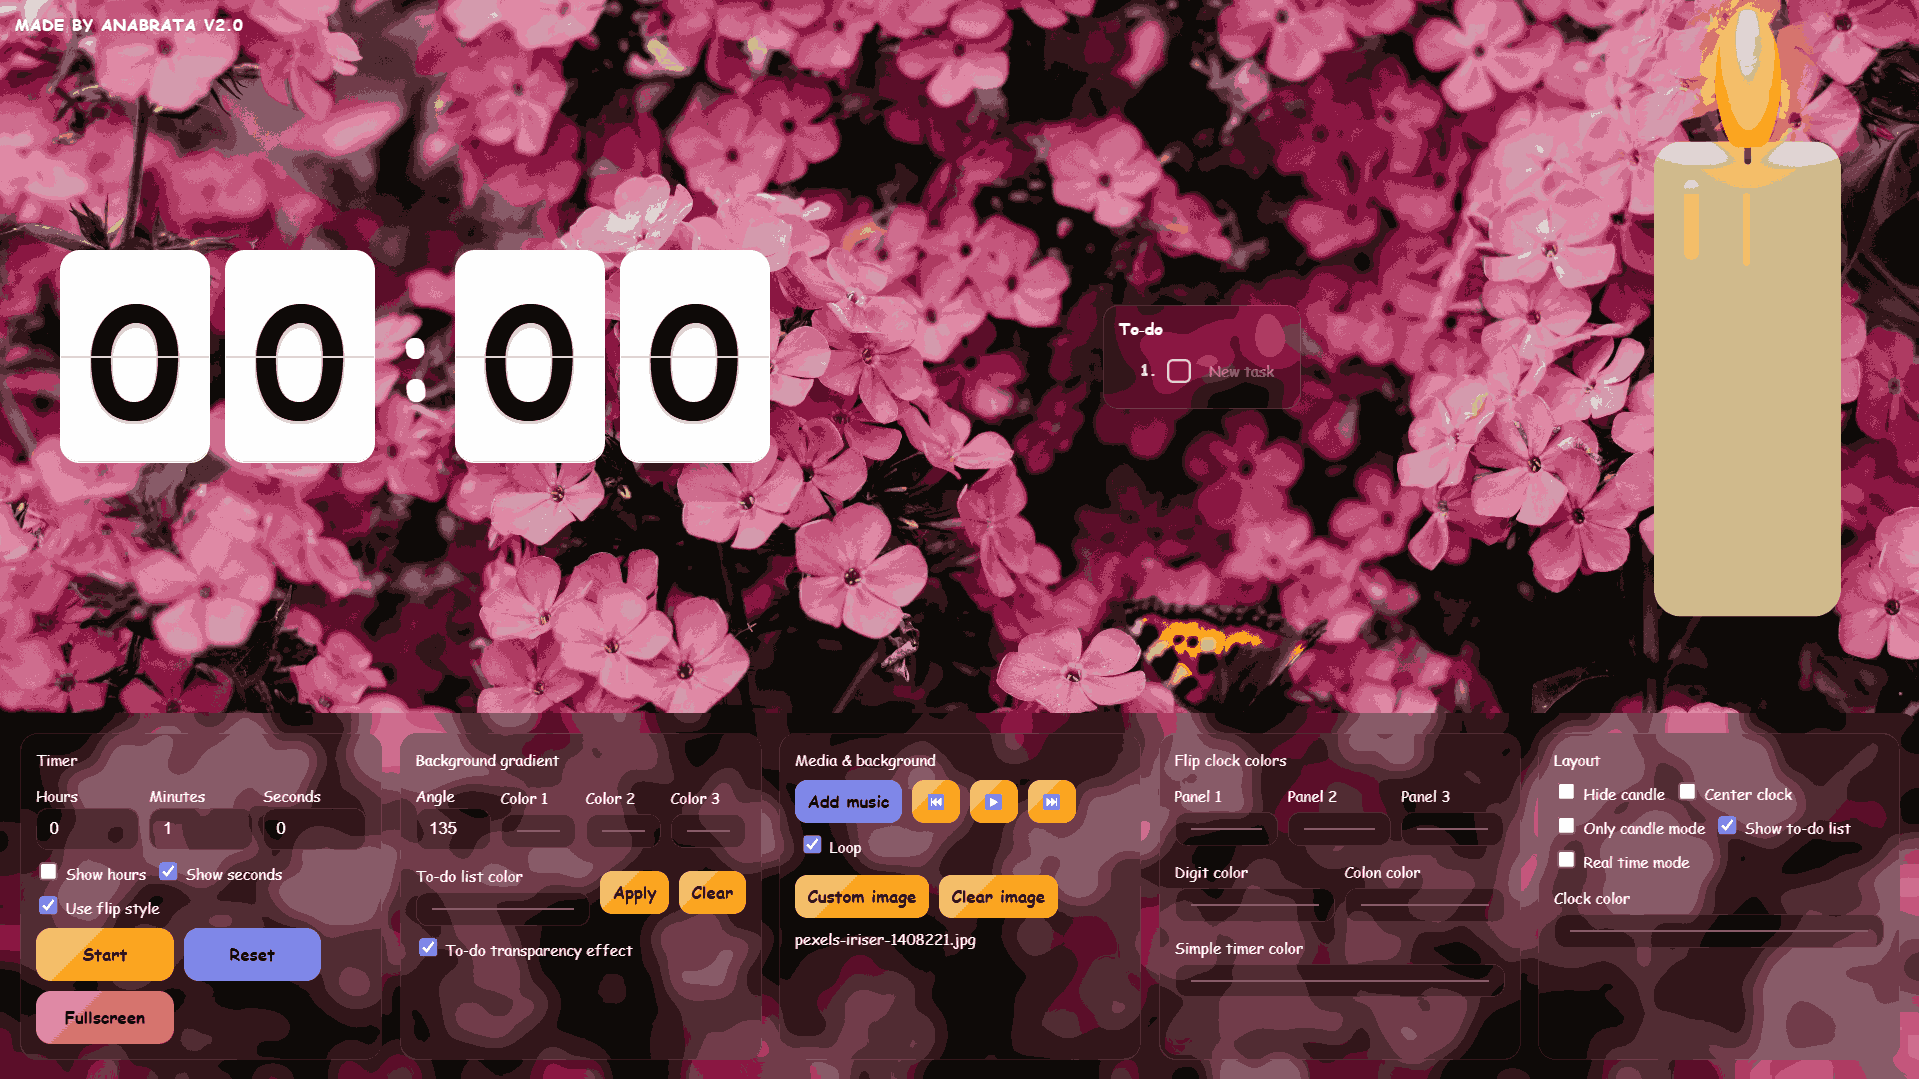 MADE BY ANABRATA V2.0
00:00
To-do
1. New task
Timer
Hours Minutes Seconds
0 1 0
Show hours Show seconds
Use flip style
Start Reset
Fullscreen
Background gradient
Angle Color 1 Color 2 Color 3
135
To-do list color
Apply Clear
To-do transparency effect
Media & background
Add music
Loop
Custom image Clear image
pexels-iriser-1408221.jpg
Flip clock colors
Panel 1 Panel 2 Panel 3
Digit color Colon color
Simple timer color
Layout
Hide candle Center clock
Only candle mode Show to-do list
Real time mode
Clock color